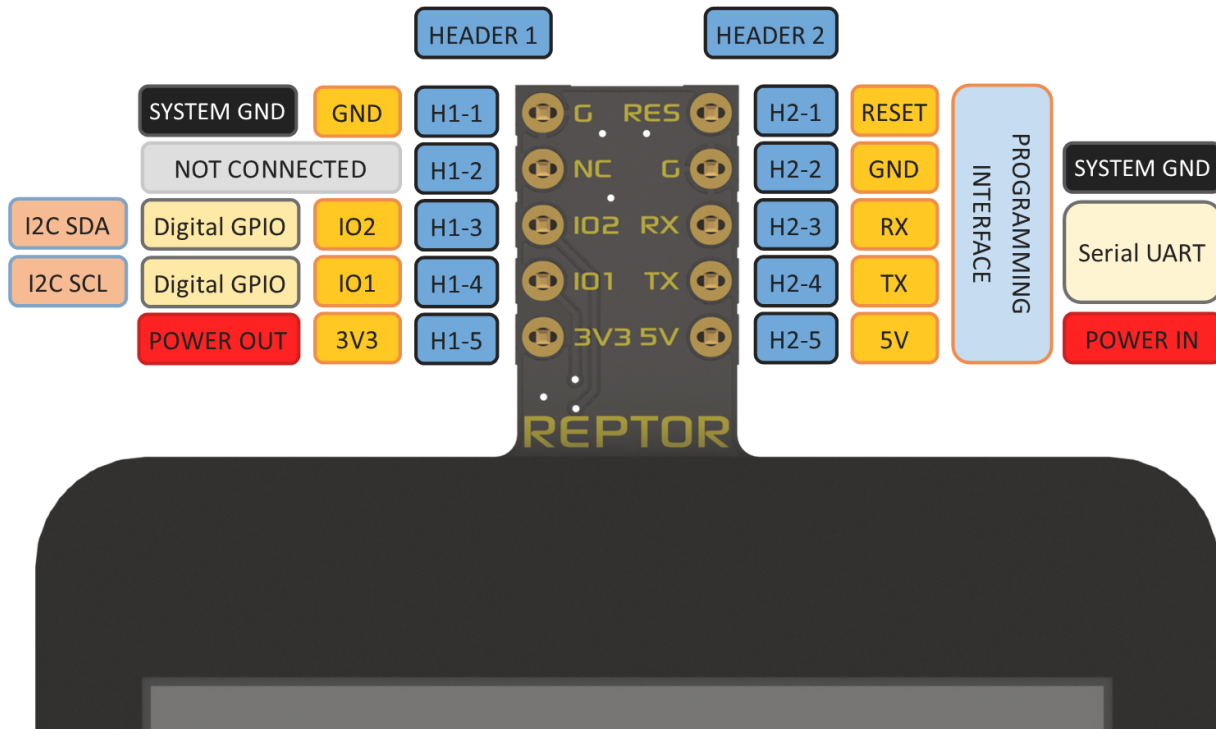 HEADER 1 HEADER 2
SYSTEM GND GND H1-1 G RES H2-1 RESET
NOT CONNECTED H1-2 NC G H2-2 GND SYSTEM GND
I2C SDA Digital GPIO IO2 H1-3 IO2 RX H2-3 RX
Serial UART
I2C SCL Digital GPIO IO1 H1-4 IO1 TX H2-4 TX
POWER OUT 3V3 H1-5 3V3 5V H2-5 5V POWER IN
PROGRAMMING
INTERFACE
REPTOR